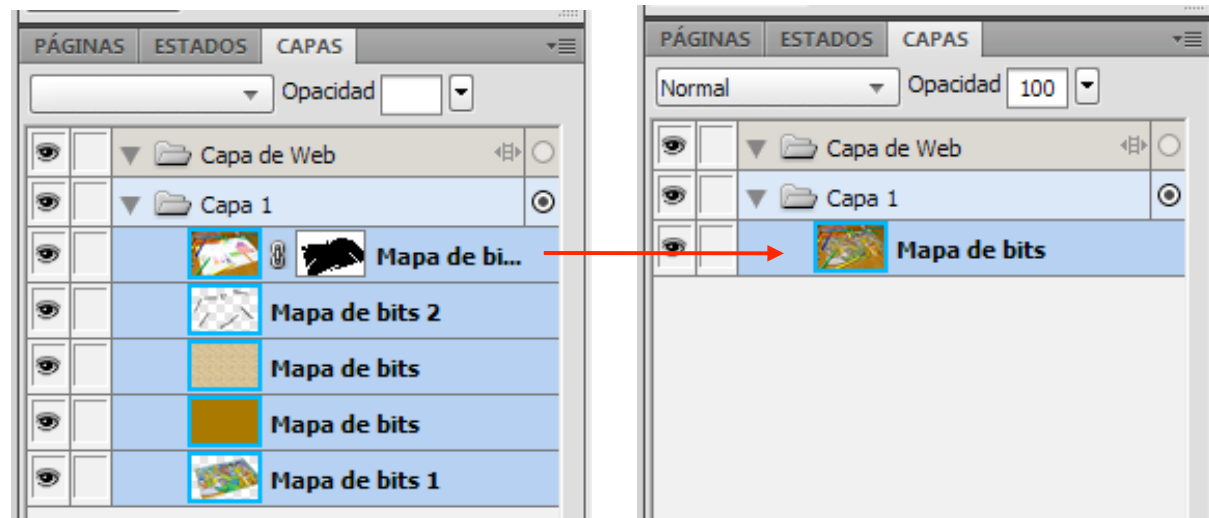 PÁGINAS ESTADOS CAPAS
Opacidad
Capa de Web
Capa 1
Mapa de bi...
Mapa de bits 2
Mapa de bits
Mapa de bits
Mapa de bits 1
PÁGINAS ESTADOS CAPAS
Normal Opacidad 100
Capa de Web
Capa 1
Mapa de bits